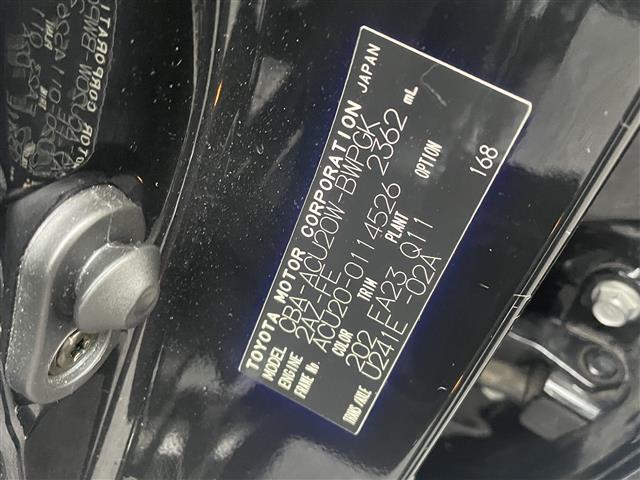 TOYOTA MOTOR CORPORATION JAPAN
MODEL CBA-ACU20W-BWPGK
ENGINE 2AZ-FE 2362 mL
FRAME No. ACU20-0114526
COLOR TRIM PLANT OPTION
202 FA23 Q11
TRANS/AXLE U241E -02A
168